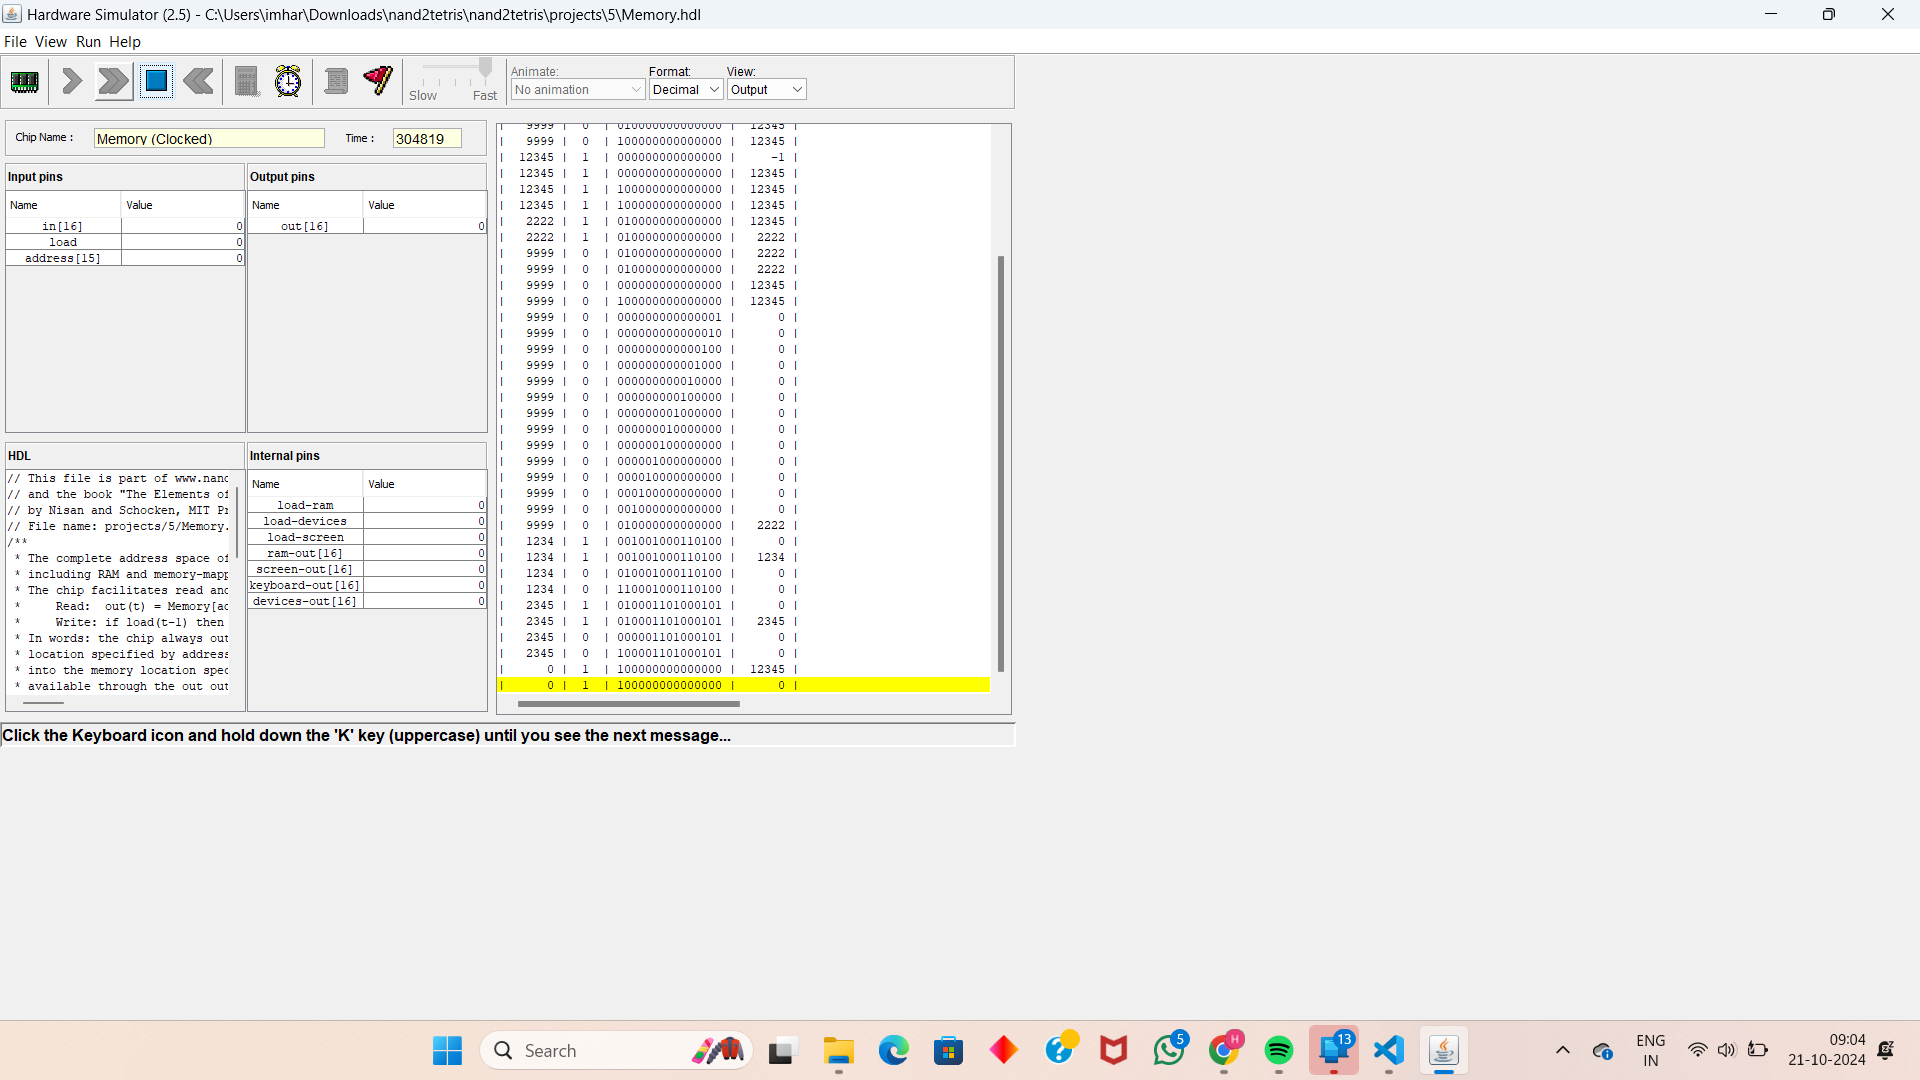 Hardware Simulator (2.5) - C:\Users\imhar\Downloads\nand2tetris\nand2tetris\projects\5\Memory.hdl
File View Run Help
Slow Fast
Animate:
No animation
Format:
Decimal
View:
Output
Chip Name :
Memory (Clocked)
Time :
304819
Input pins
Name Value
in[16] 0
load 0
address[15] 0
Output pins
Name Value
out[16] 0
HDL
// This file is part of www.nand
// and the book "The Elements of
// by Nisan and Schocken, MIT Pr
// File name: projects/5/Memory.
/**
* The complete address space of
* including RAM and memory-mapp
* The chip facilitates read and
* Read: out(t) = Memory[ad
* Write: if load(t-1) then
* In words: the chip always out
* location specified by address
* into the memory location spec
* available through the out out
Internal pins
Name Value
load-ram 0
load-devices 0
load-screen 0
ram-out[16] 0
screen-out[16] 0
keyboard-out[16] 0
devices-out[16] 0
| 9999 | 0 | 010000000000000 | 12345 |
| 9999 | 0 | 100000000000000 | 12345 |
| 12345 | 1 | 000000000000000 | -1 |
| 12345 | 1 | 000000000000000 | 12345 |
| 12345 | 1 | 100000000000000 | 12345 |
| 12345 | 1 | 100000000000000 | 12345 |
| 2222 | 1 | 010000000000000 | 12345 |
| 2222 | 1 | 010000000000000 | 2222 |
| 9999 | 0 | 010000000000000 | 2222 |
| 9999 | 0 | 010000000000000 | 2222 |
| 9999 | 0 | 000000000000000 | 12345 |
| 9999 | 0 | 100000000000000 | 12345 |
| 9999 | 0 | 000000000000001 | 0 |
| 9999 | 0 | 000000000000010 | 0 |
| 9999 | 0 | 000000000000100 | 0 |
| 9999 | 0 | 000000000001000 | 0 |
| 9999 | 0 | 000000000010000 | 0 |
| 9999 | 0 | 000000000100000 | 0 |
| 9999 | 0 | 000000001000000 | 0 |
| 9999 | 0 | 000000010000000 | 0 |
| 9999 | 0 | 000000100000000 | 0 |
| 9999 | 0 | 000001000000000 | 0 |
| 9999 | 0 | 000010000000000 | 0 |
| 9999 | 0 | 000100000000000 | 0 |
| 9999 | 0 | 001000000000000 | 0 |
| 9999 | 0 | 010000000000000 | 2222 |
| 1234 | 1 | 001001000110100 | 0 |
| 1234 | 1 | 001001000110100 | 1234 |
| 1234 | 0 | 010001000110100 | 0 |
| 1234 | 0 | 110001000110100 | 0 |
| 2345 | 1 | 010001101000101 | 0 |
| 2345 | 1 | 010001101000101 | 2345 |
| 2345 | 0 | 000001101000101 | 0 |
| 2345 | 0 | 100001101000101 | 0 |
| 0 | 1 | 100000000000000 | 12345 |
| 0 | 1 | 100000000000000 | 0 |
Click the Keyboard icon and hold down the 'K' key (uppercase) until you see the next message...
Search
5
H
13
ENG
IN
09:04
21-10-2024